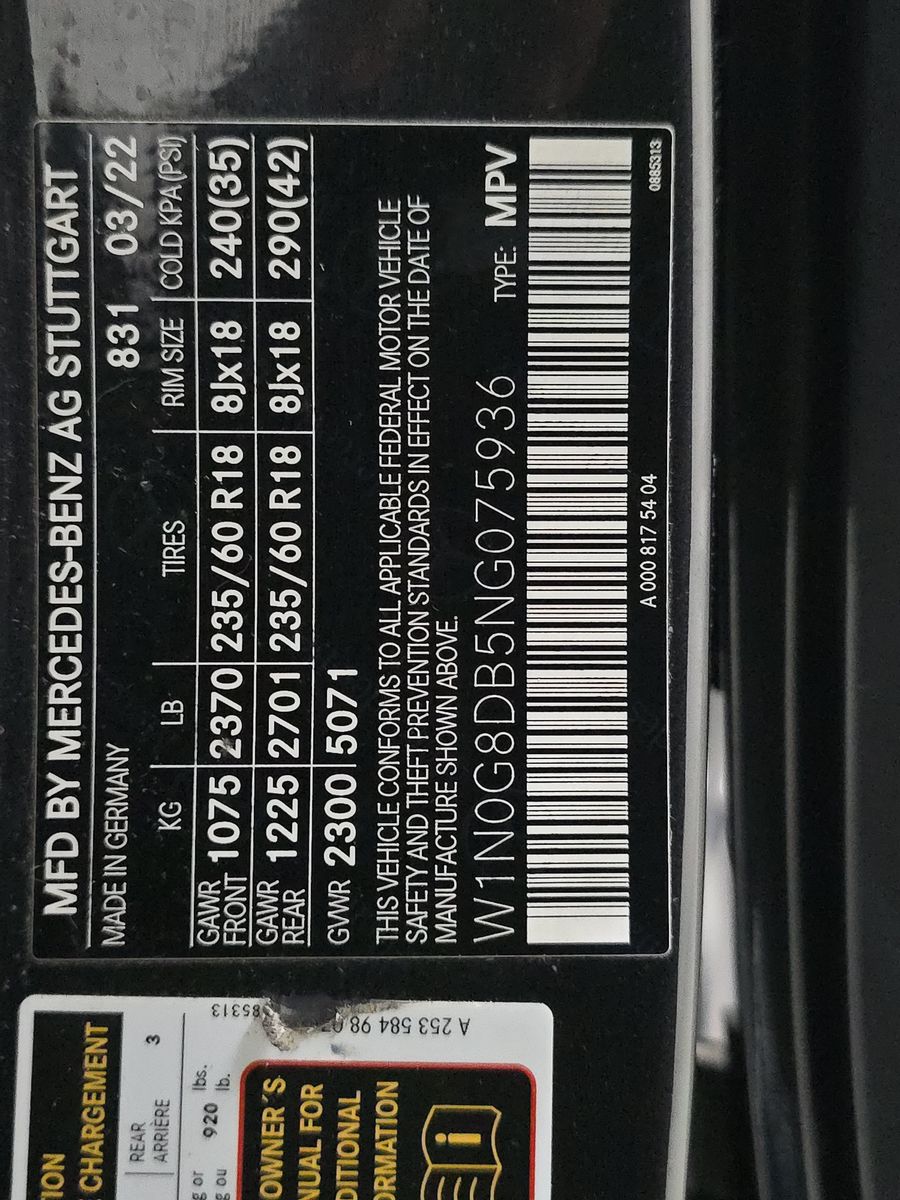 MFD BY MERCEDES-BENZ AG STUTTGART
MADE IN GERMANY 831 03/22
KG LB TIRES RIM SIZE COLD KPA(PSI)
GAWR FRONT 1075 2370 235/60 R18 8Jx18 240(35)
GAWR REAR 1225 2701 235/60 R18 8Jx18 290(42)
GVWR 2300 5071
THIS VEHICLE CONFORMS TO ALL APPLICABLE FEDERAL MOTOR VEHICLE
SAFETY AND THEFT PREVENTION STANDARDS IN EFFECT ON THE DATE OF
MANUFACTURE SHOWN ABOVE.
W1N0G8DB5NG075936 TYPE: MPV
A 000 817 54 04
0885313
CHARGEMENT
REAR
ARRIÈRE 3
920 lbs.
ou lb.
OWNER'S
FOR
A 253 584 98
85313